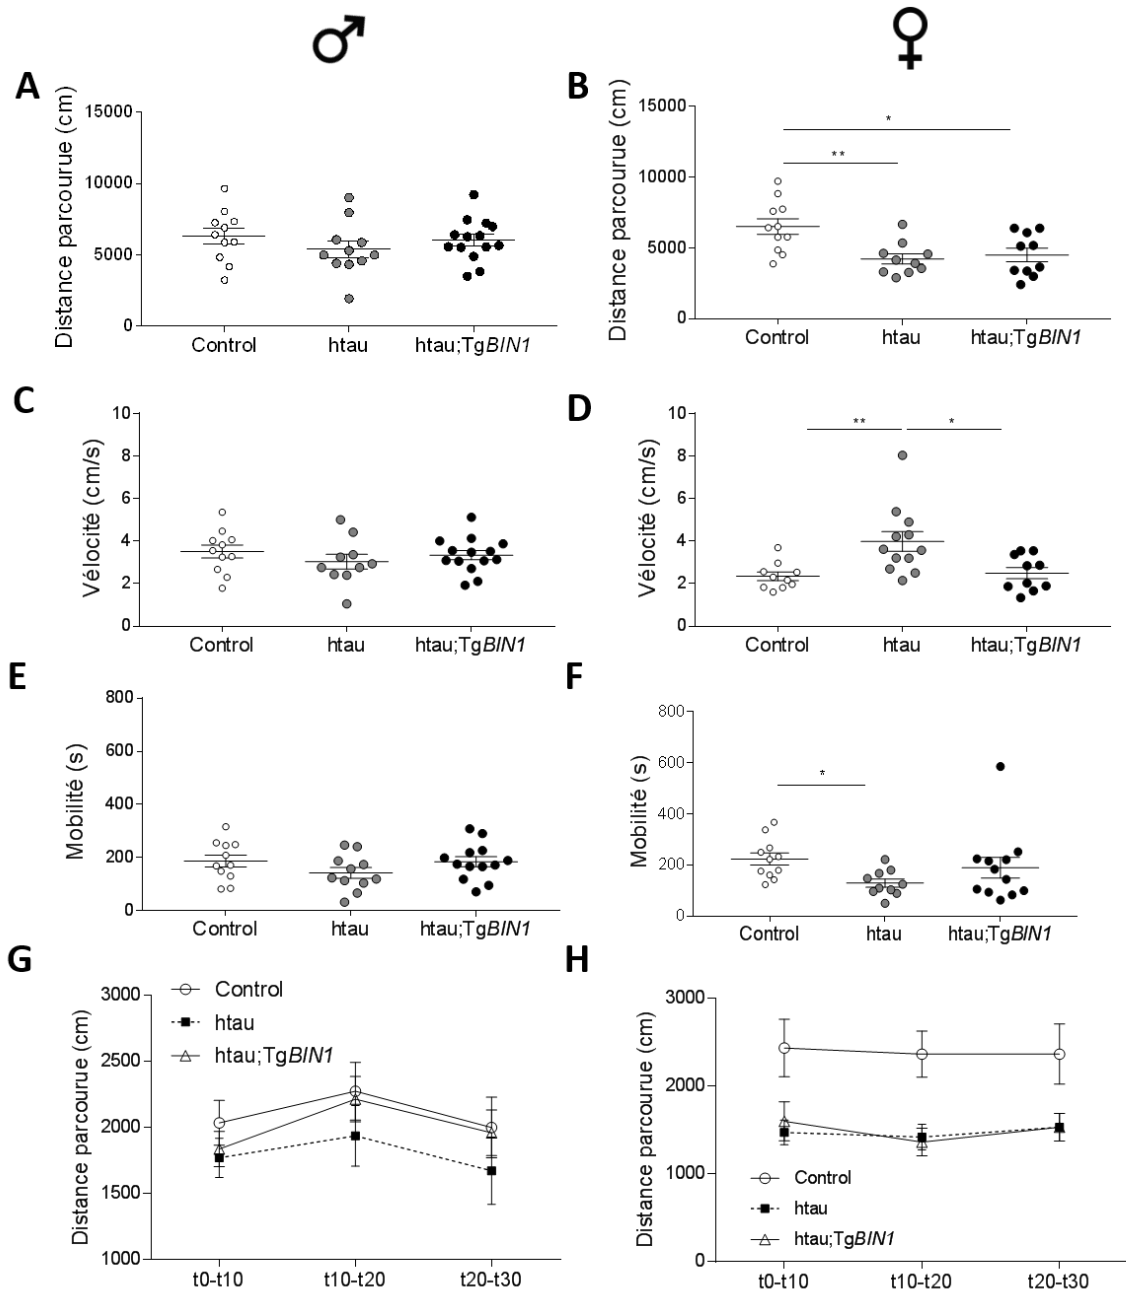 ♂
♀
A
Distance parcourue (cm)
15000
10000
5000
0
Control
htau
htau;TgBIN1
B
Distance parcourue (cm)
15000
10000
5000
0
*
**
Control
htau
htau;TgBIN1
C
Vélocité (cm/s)
10
8
6
4
2
0
Control
htau
htau;TgBIN1
D
Vélocité (cm/s)
10
8
6
4
2
0
**
*
Control
htau
htau;TgBIN1
E
Mobilité (s)
800
600
400
200
0
Control
htau
htau;TgBIN1
F
Mobilité (s)
800
600
400
200
0
*
Control
htau
htau;TgBIN1
G
Distance parcourue (cm)
3000
2500
2000
1500
1000
Control
htau
htau;TgBIN1
t0-t10
t10-t20
t20-t30
H
Distance parcourue (cm)
3000
2000
1000
0
Control
htau
htau;TgBIN1
t0-t10
t10-t20
t20-t30